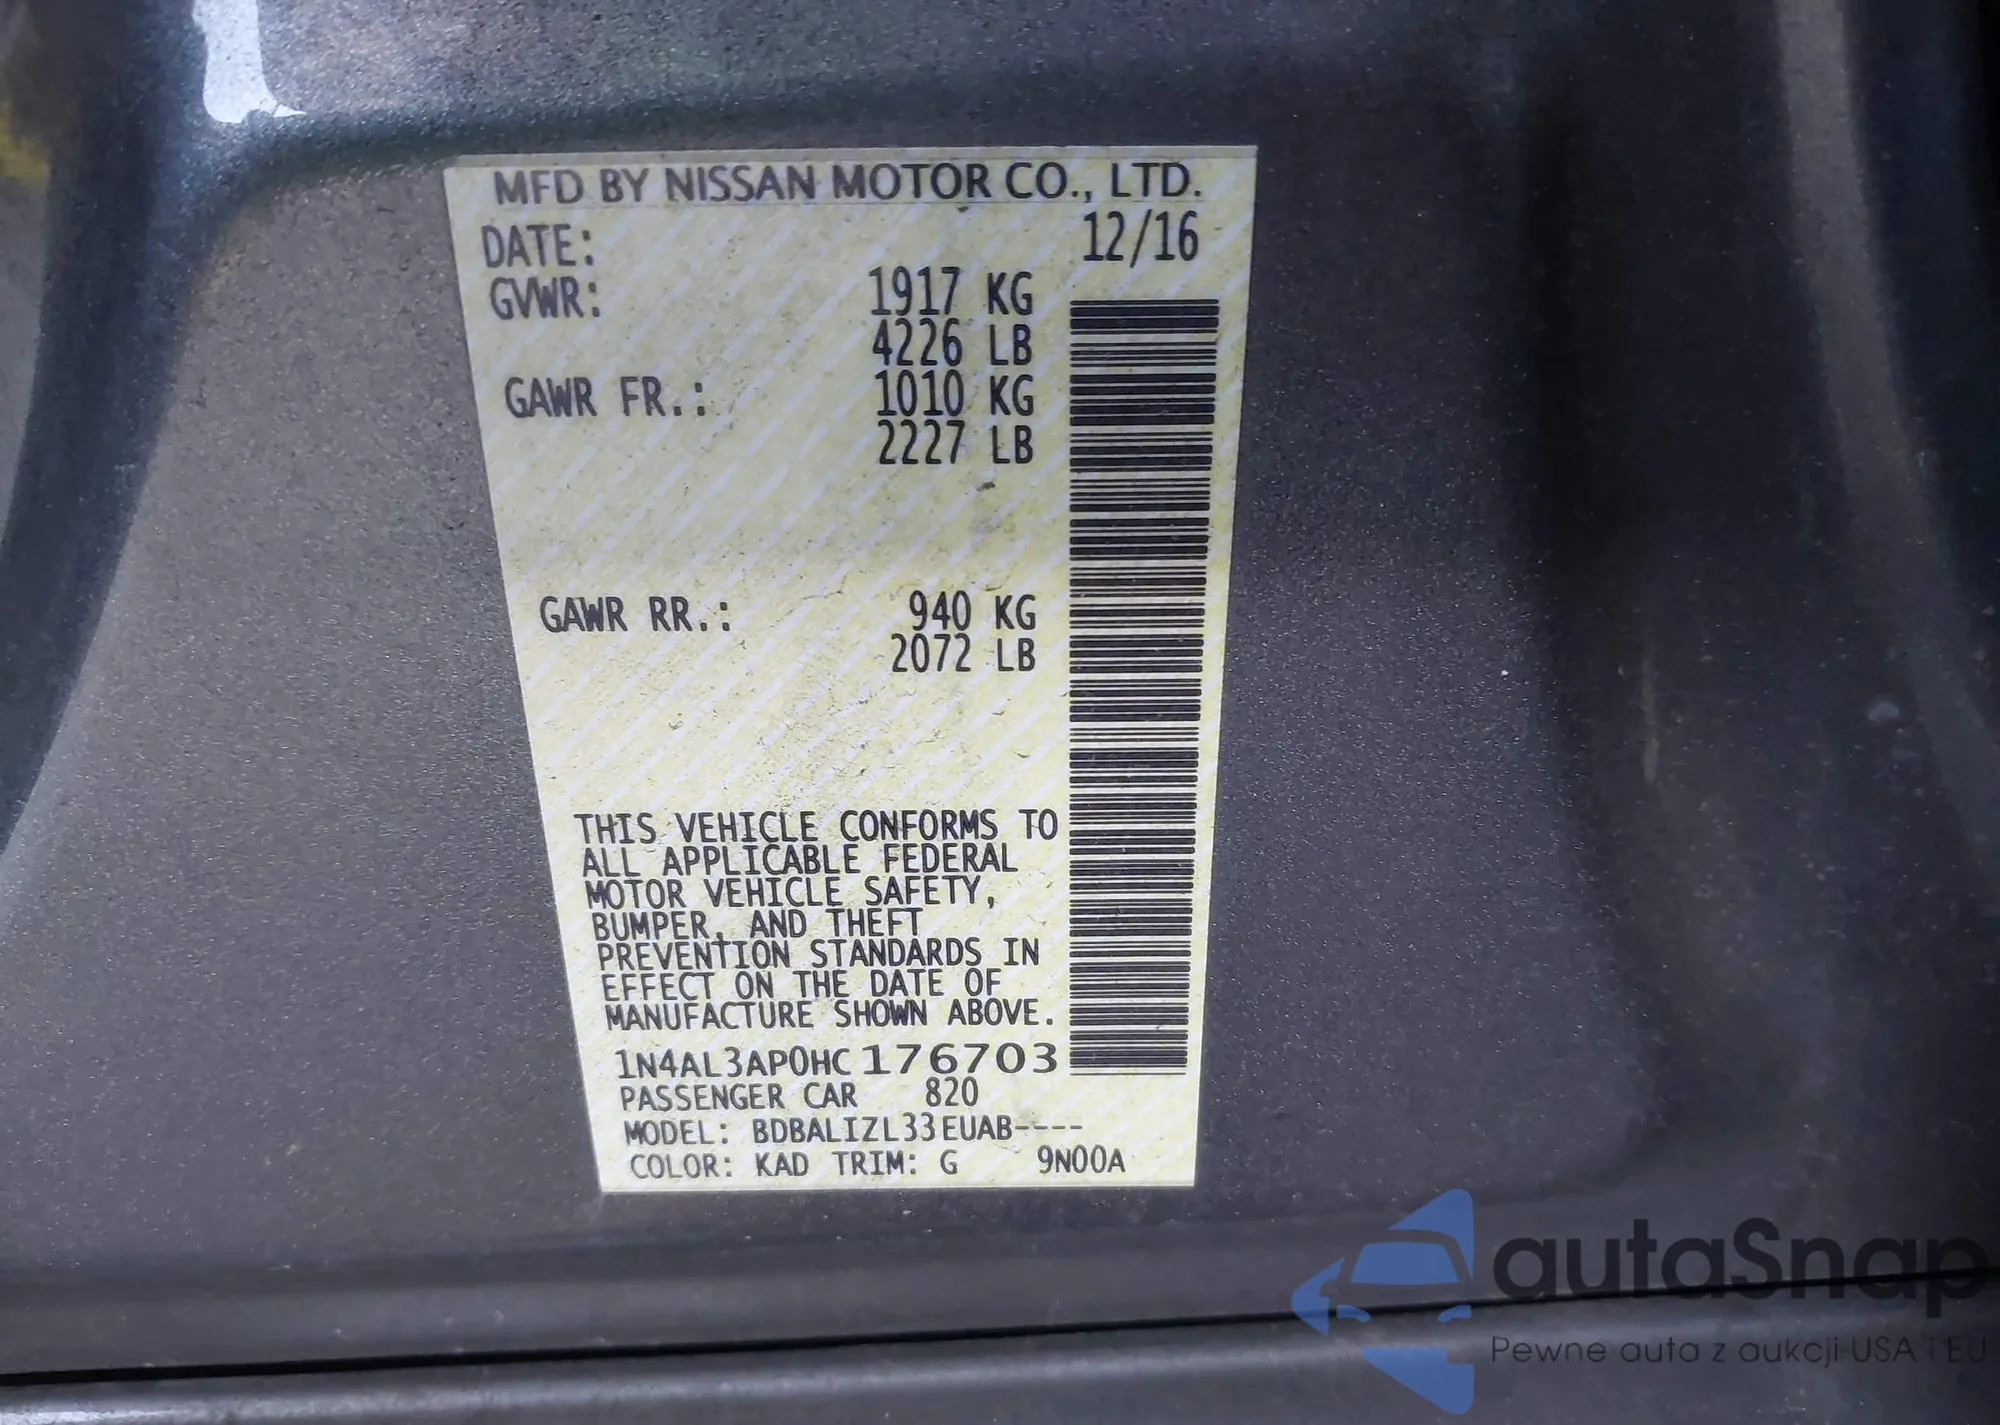 MFD BY NISSAN MOTOR CO., LTD.
DATE: 12/16
GVWR: 1917 KG
4226 LB
GAWR FR.: 1010 KG
2227 LB
GAWR RR.: 940 KG
2072 LB
THIS VEHICLE CONFORMS TO
ALL APPLICABLE FEDERAL
MOTOR VEHICLE SAFETY,
BUMPER, AND THEFT
PREVENTION STANDARDS IN
EFFECT ON THE DATE OF
MANUFACTURE SHOWN ABOVE.
1N4AL3AP0HC176703
PASSENGER CAR 820
MODEL: BDBALIZL33EUAB----
COLOR: KAD TRIM: G 9N00A
autaSnap
Pewne auta z aukcji USA i EU